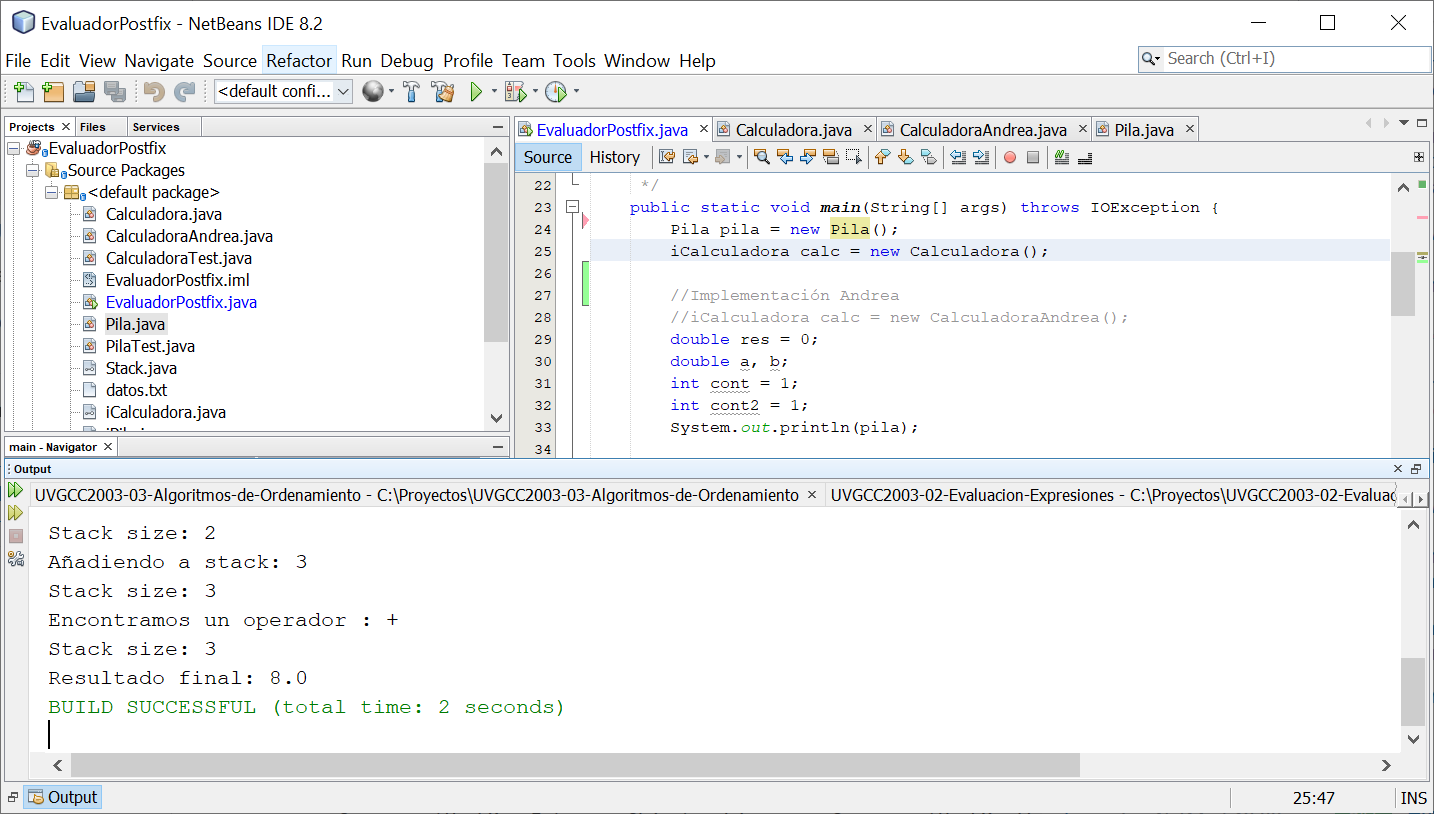 EvaluadorPostfix - NetBeans IDE 8.2
File Edit View Navigate Source Refactor Run Debug Profile Team Tools Window Help
Search (Ctrl+I)
<default confi...
Projects Files Services
EvaluadorPostfix
Source Packages
<default package>
Calculadora.java
CalculadoraAndrea.java
CalculadoraTest.java
EvaluadorPostfix.iml
EvaluadorPostfix.java
Pila.java
PilaTest.java
Stack.java
datos.txt
iCalculadora.java
main - Navigator
EvaluadorPostfix.java Calculadora.java CalculadoraAndrea.java Pila.java
Source History
22 */
23 public static void main(String[] args) throws IOException {
24 Pila pila = new Pila();
25 iCalculadora calc = new Calculadora();
26
27 //Implementación Andrea
28 //iCalculadora calc = new CalculadoraAndrea();
29 double res = 0;
30 double a, b;
31 int cont = 1;
32 int cont2 = 1;
33 System.out.println(pila);
34
Output
UVGCC2003-03-Algoritmos-de-Ordenamiento - C:\Proyectos\UVGCC2003-03-Algoritmos-de-Ordenamiento UVGCC2003-02-Evaluacion-Expresiones - C:\Proyectos\UVGCC2003-02-Evaluac
Stack size: 2
Añadiendo a stack: 3
Stack size: 3
Encontramos un operador : +
Stack size: 3
Resultado final: 8.0
BUILD SUCCESSFUL (total time: 2 seconds)
Output
25:47 INS